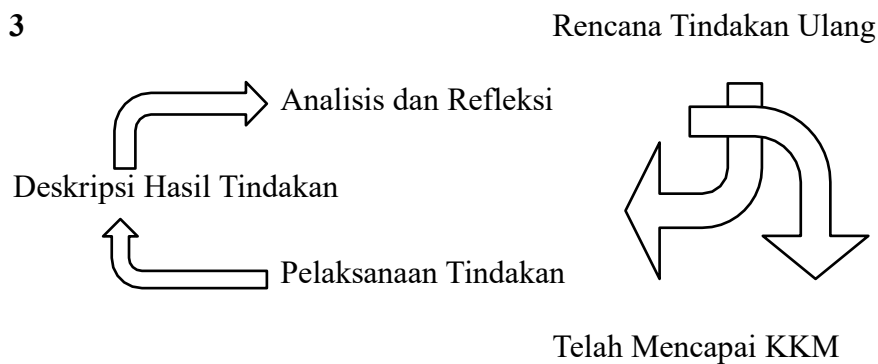 3
Rencana Tindakan Ulang
Analisis dan Refleksi
Deskripsi Hasil Tindakan
Pelaksanaan Tindakan
Telah Mencapai KKM